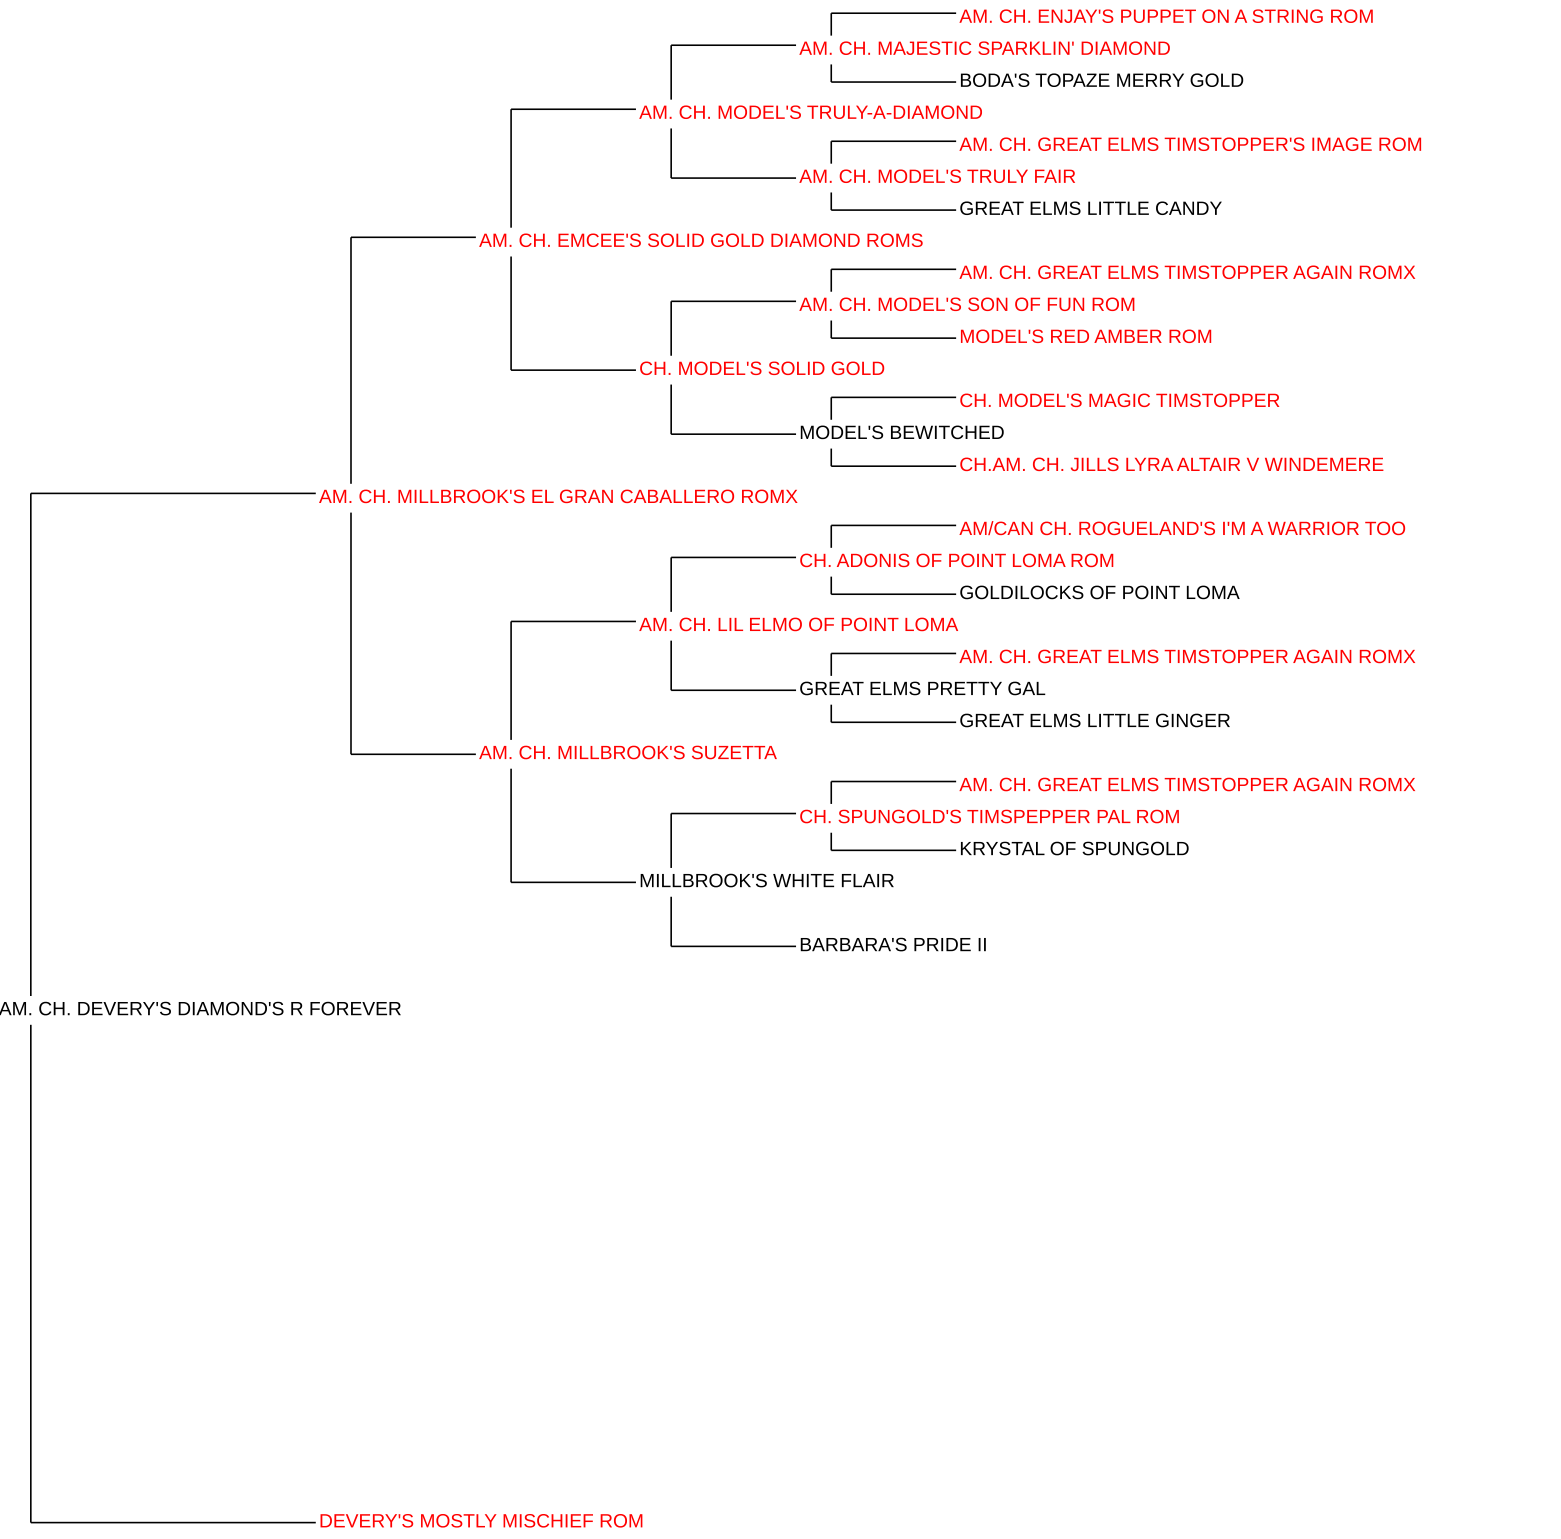 AM. CH. ENJAY'S PUPPET ON A STRING ROM
AM. CH. MAJESTIC SPARKLIN' DIAMOND
BODA'S TOPAZE MERRY GOLD
AM. CH. MODEL'S TRULY-A-DIAMOND
AM. CH. GREAT ELMS TIMSTOPPER'S IMAGE ROM
AM. CH. MODEL'S TRULY FAIR
GREAT ELMS LITTLE CANDY
AM. CH. EMCEE'S SOLID GOLD DIAMOND ROMS
AM. CH. GREAT ELMS TIMSTOPPER AGAIN ROMX
AM. CH. MODEL'S SON OF FUN ROM
MODEL'S RED AMBER ROM
CH. MODEL'S SOLID GOLD
CH. MODEL'S MAGIC TIMSTOPPER
MODEL'S BEWITCHED
CH.AM. CH. JILLS LYRA ALTAIR V WINDEMERE
AM. CH. MILLBROOK'S EL GRAN CABALLERO ROMX
AM/CAN CH. ROGUELAND'S I'M A WARRIOR TOO
CH. ADONIS OF POINT LOMA ROM
GOLDILOCKS OF POINT LOMA
AM. CH. LIL ELMO OF POINT LOMA
AM. CH. GREAT ELMS TIMSTOPPER AGAIN ROMX
GREAT ELMS PRETTY GAL
GREAT ELMS LITTLE GINGER
AM. CH. MILLBROOK'S SUZETTA
AM. CH. GREAT ELMS TIMSTOPPER AGAIN ROMX
CH. SPUNGOLD'S TIMSPEPPER PAL ROM
KRYSTAL OF SPUNGOLD
MILLBROOK'S WHITE FLAIR
BARBARA'S PRIDE II
AM. CH. DEVERY'S DIAMOND'S R FOREVER
DEVERY'S MOSTLY MISCHIEF ROM